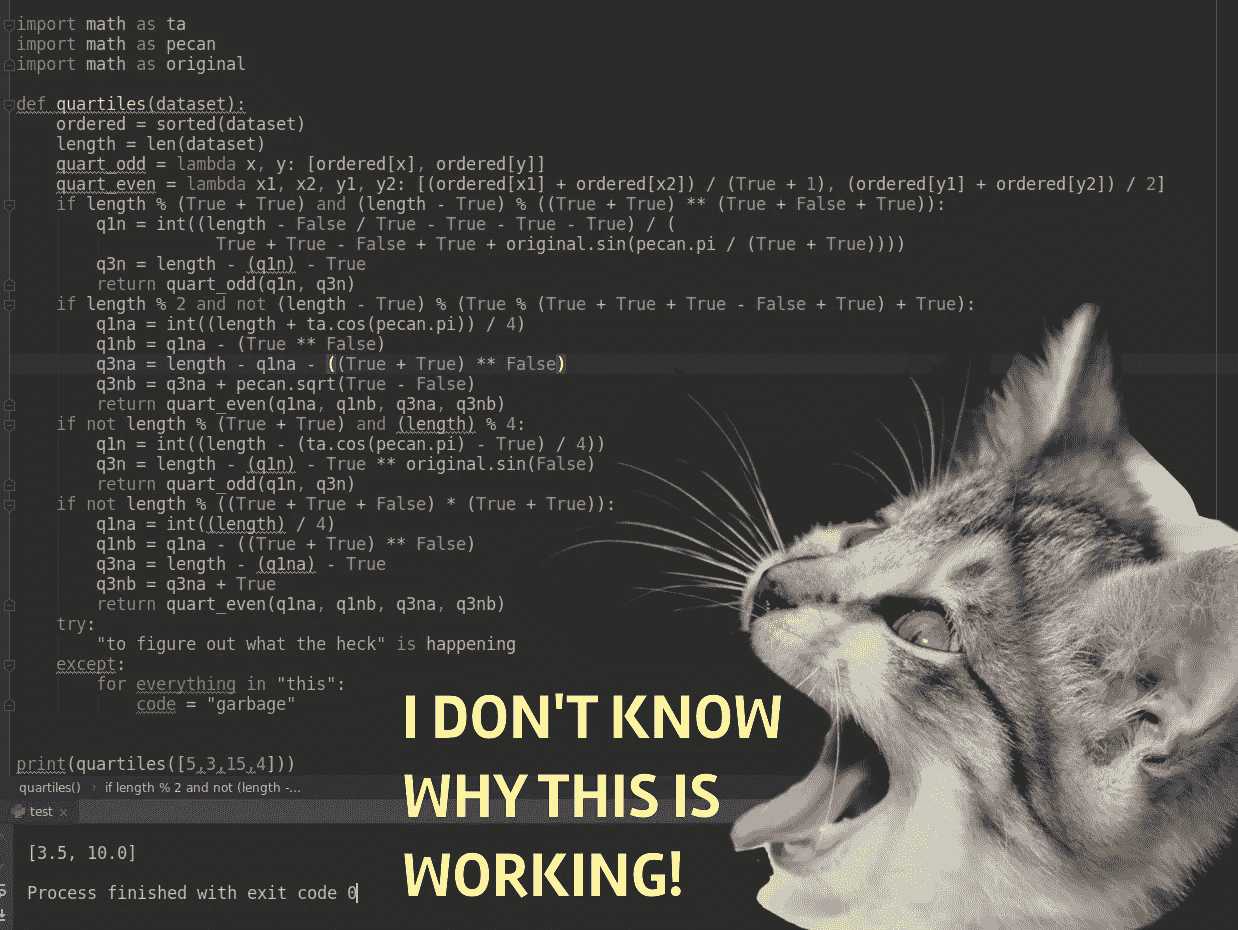 import math as ta
import math as pecan
import math as original
def quartiles(dataset):
ordered = sorted(dataset)
length = len(dataset)
quart_odd = lambda x, y: [ordered[x], ordered[y]]
quart_even = lambda x1, x2, y1, y2: [(ordered[x1] + ordered[x2]) / (True + 1), (ordered[y1] + ordered[y2]) / 2]
if length % (True + True) and (length - True) % ((True + True) ** (True + False + True)):
q1n = int((length - False / True - True - True - True) / (
True + True - False + True + original.sin(pecan.pi / (True + True))))
q3n = length - (q1n) - True
return quart_odd(q1n, q3n)
if length % 2 and not (length - True) % (True % (True + True + True - False + True) + True):
q1na = int((length + ta.cos(pecan.pi)) / 4)
q1nb = q1na - (True ** False)
q3na = length - q1na - ((True + True) ** False)
q3nb = q3na + pecan.sqrt(True - False)
return quart_even(q1na, q1nb, q3na, q3nb)
if not length % (True + True) and (length) % 4:
q1n = int((length - (ta.cos(pecan.pi) - True) / 4))
q3n = length - (q1n) - True ** original.sin(False)
return quart_odd(q1n, q3n)
if not length % ((True + True + False) * (True + True)):
q1na = int((length) / 4)
q1nb = q1na - ((True + True) ** False)
q3na = length - (q1na) - True
q3nb = q3na + True
return quart_even(q1na, q1nb, q3na, q3nb)
try:
"to figure out what the heck" is happening
except:
for everything in "this":
code = "garbage"
print(quartiles([5,3,15,4]))
quartiles() › if length % 2 and not (length -...
test ×
[3.5, 10.0]
Process finished with exit code 0
I DON'T KNOW
WHY THIS IS
WORKING!